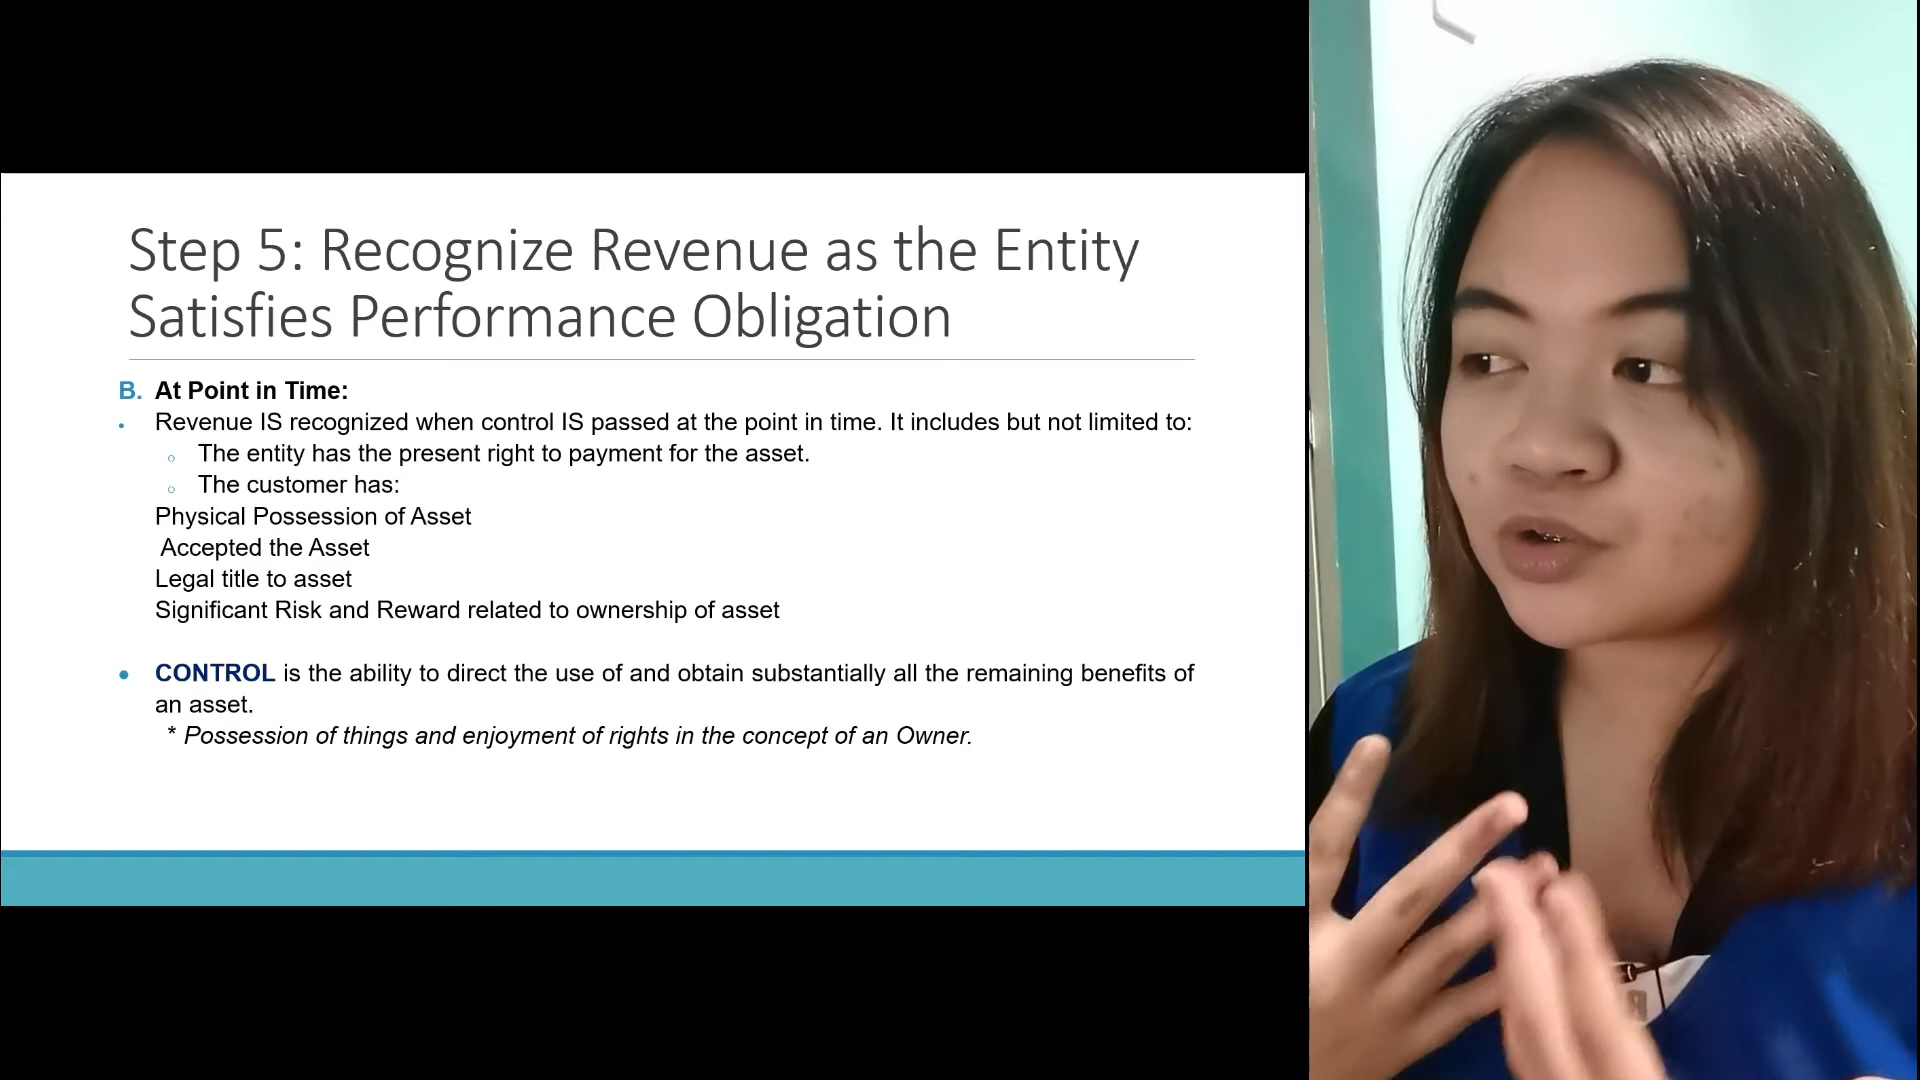 Step 5: Recognize Revenue as the Entity
Satisfies Performance Obligation
B. At Point in Time:
• Revenue IS recognized when control IS passed at the point in time. It includes but not limited to:
○ The entity has the present right to payment for the asset.
○ The customer has:
Physical Possession of Asset
Accepted the Asset
Legal title to asset
Significant Risk and Reward related to ownership of asset
• CONTROL is the ability to direct the use of and obtain substantially all the remaining benefits of
an asset.
* Possession of things and enjoyment of rights in the concept of an Owner.